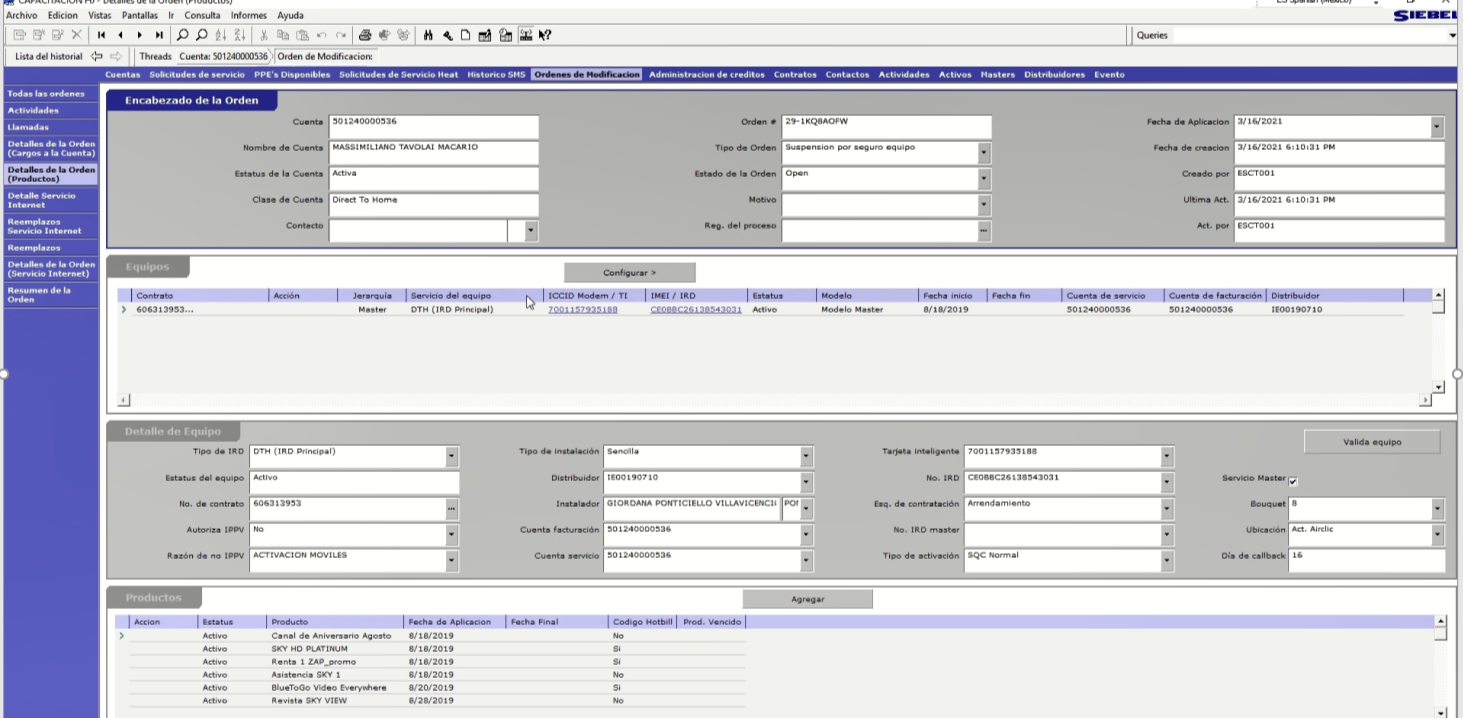 CAPACITACION HJ - Detalles de la Orden (Productos)
Archivo Edicion Vistas Pantallas Ir Consulta Informes Ayuda
SIEBEL
Queries
Lista del historial Threads Cuenta: 501240000536 Orden de Modificacion:
Cuentas Solicitudes de servicio PPE's Disponibles Solicitudes de Servicio Heat Historico SMS Ordenes de Modificacion Administracion de creditos Contratos Contactos Actividades Activos Masters Distribuidores Evento
Todas las ordenes
Actividades
Llamadas
Detalles de la Orden
(Cargos a la Cuenta)
Detalles de la Orden
(Productos)
Detalle Servicio
Internet
Reemplazos
Servicio Internet
Reemplazos
Detalles de la Orden
(Servicio Internet)
Resumen de la
Orden
Encabezado de la Orden
Cuenta 501240000536 Orden # 29-1KQ8AOFW Fecha de Aplicacion 3/16/2021
Nombre de Cuenta MASSIMILIANO TAVOLAI MACARIO Tipo de Orden Suspension por seguro equipo Fecha de creacion 3/16/2021 6:10:31 PM
Estatus de la Cuenta Activa Estado de la Orden Open Creado por ESCT001
Clase de Cuenta Direct To Home Motivo Ultima Act. 3/16/2021 6:10:31 PM
Contacto Reg. del proceso Act. por ESCT001
Equipos
Configurar >
Contrato Acción Jerarquía Servicio del equipo ICCID Modem / TI IMEI / IRD Estatus Modelo Fecha inicio Fecha fin Cuenta de servicio Cuenta de facturación Distribuidor
606313953... Master DTH (IRD Principal) 7001157935188 CE0BBC26138543031 Activo Modelo Master 8/18/2019 501240000536 501240000536 IE00190710
Detalle de Equipo
Valida equipo
Tipo de IRD DTH (IRD Principal) Tipo de instalación Sencilla Tarjeta inteligente 7001157935188
Estatus del equipo Activo Distribuidor IE00190710 No. IRD CE0BBC26138543031 Servicio Master
No. de contrato 606313953 Instalador GIORDANA PONTICIELLO VILLAVICENCI Esq. de contratación Arrendamiento Bouquet 8
Autoriza IPPV No Cuenta facturación 501240000536 No. IRD master Ubicación Act. Airclic
Razón de no IPPV ACTIVACION MOVILES Cuenta servicio 501240000536 Tipo de activación SQC Normal Día de callback 16
Productos
Agregar
Accion Estatus Producto Fecha de Aplicacion Fecha Final Codigo Hotbill Prod. Vencido
Activo Canal de Aniversario Agosto 8/18/2019 No
Activo SKY HD PLATINUM 8/18/2019 Si
Activo Renta 1 ZAP_promo 8/18/2019 Si
Activo Asistencia SKY 1 8/18/2019 No
Activo BlueToGo Video Everywhere 8/20/2019 Si
Activo Revista SKY VIEW 8/28/2019 No